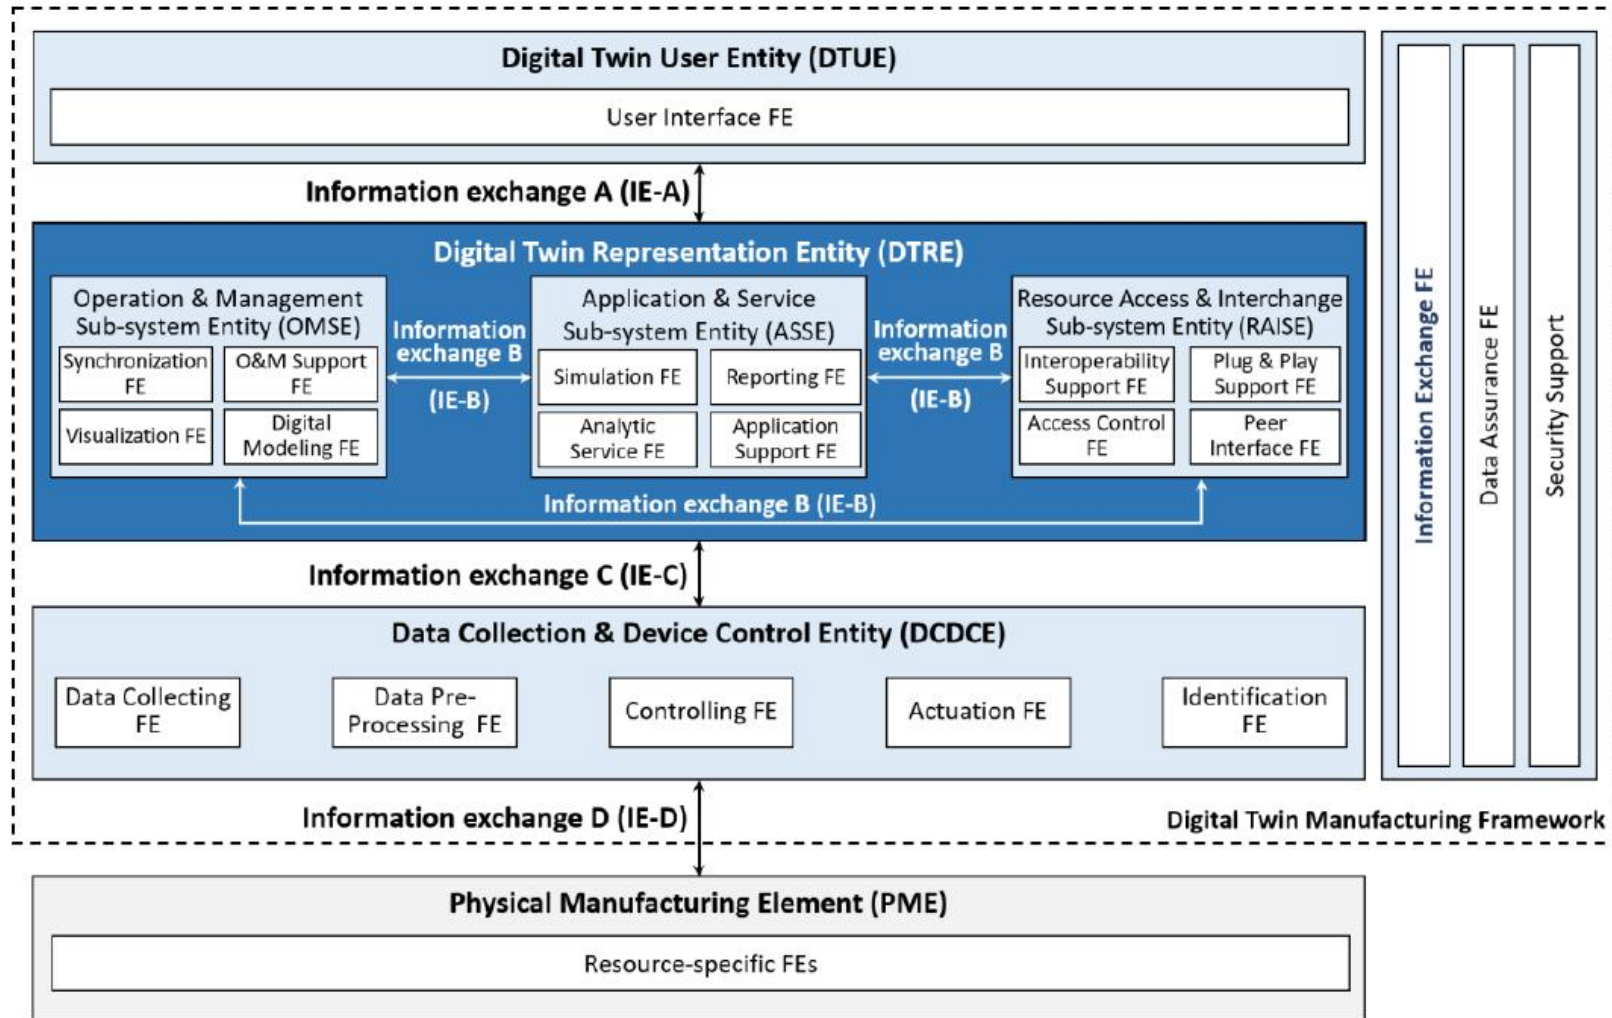 Digital Twin User Entity (DTUE)
User Interface FE
Information exchange A (IE-A)
Digital Twin Representation Entity (DTRE)
Operation & Management
Sub-system Entity (OMSE)
Synchronization
FE
O&M Support
FE
Visualization FE
Digital
Modeling FE
Information
exchange B
(IE-B)
Application & Service
Sub-system Entity (ASSE)
Simulation FE
Reporting FE
Analytic
Service FE
Application
Support FE
Information
exchange B
(IE-B)
Resource Access & Interchange
Sub-system Entity (RAISE)
Interoperability
Support FE
Plug & Play
Support FE
Access Control
FE
Peer
Interface FE
Information exchange B (IE-B)
Information exchange C (IE-C)
Data Collection & Device Control Entity (DCDCE)
Data Collecting
FE
Data Pre-
Processing FE
Controlling FE
Actuation FE
Identification
FE
Information exchange D (IE-D)
Information Exchange FE
Data Assurance FE
Security Support
Digital Twin Manufacturing Framework
Physical Manufacturing Element (PME)
Resource-specific FEs